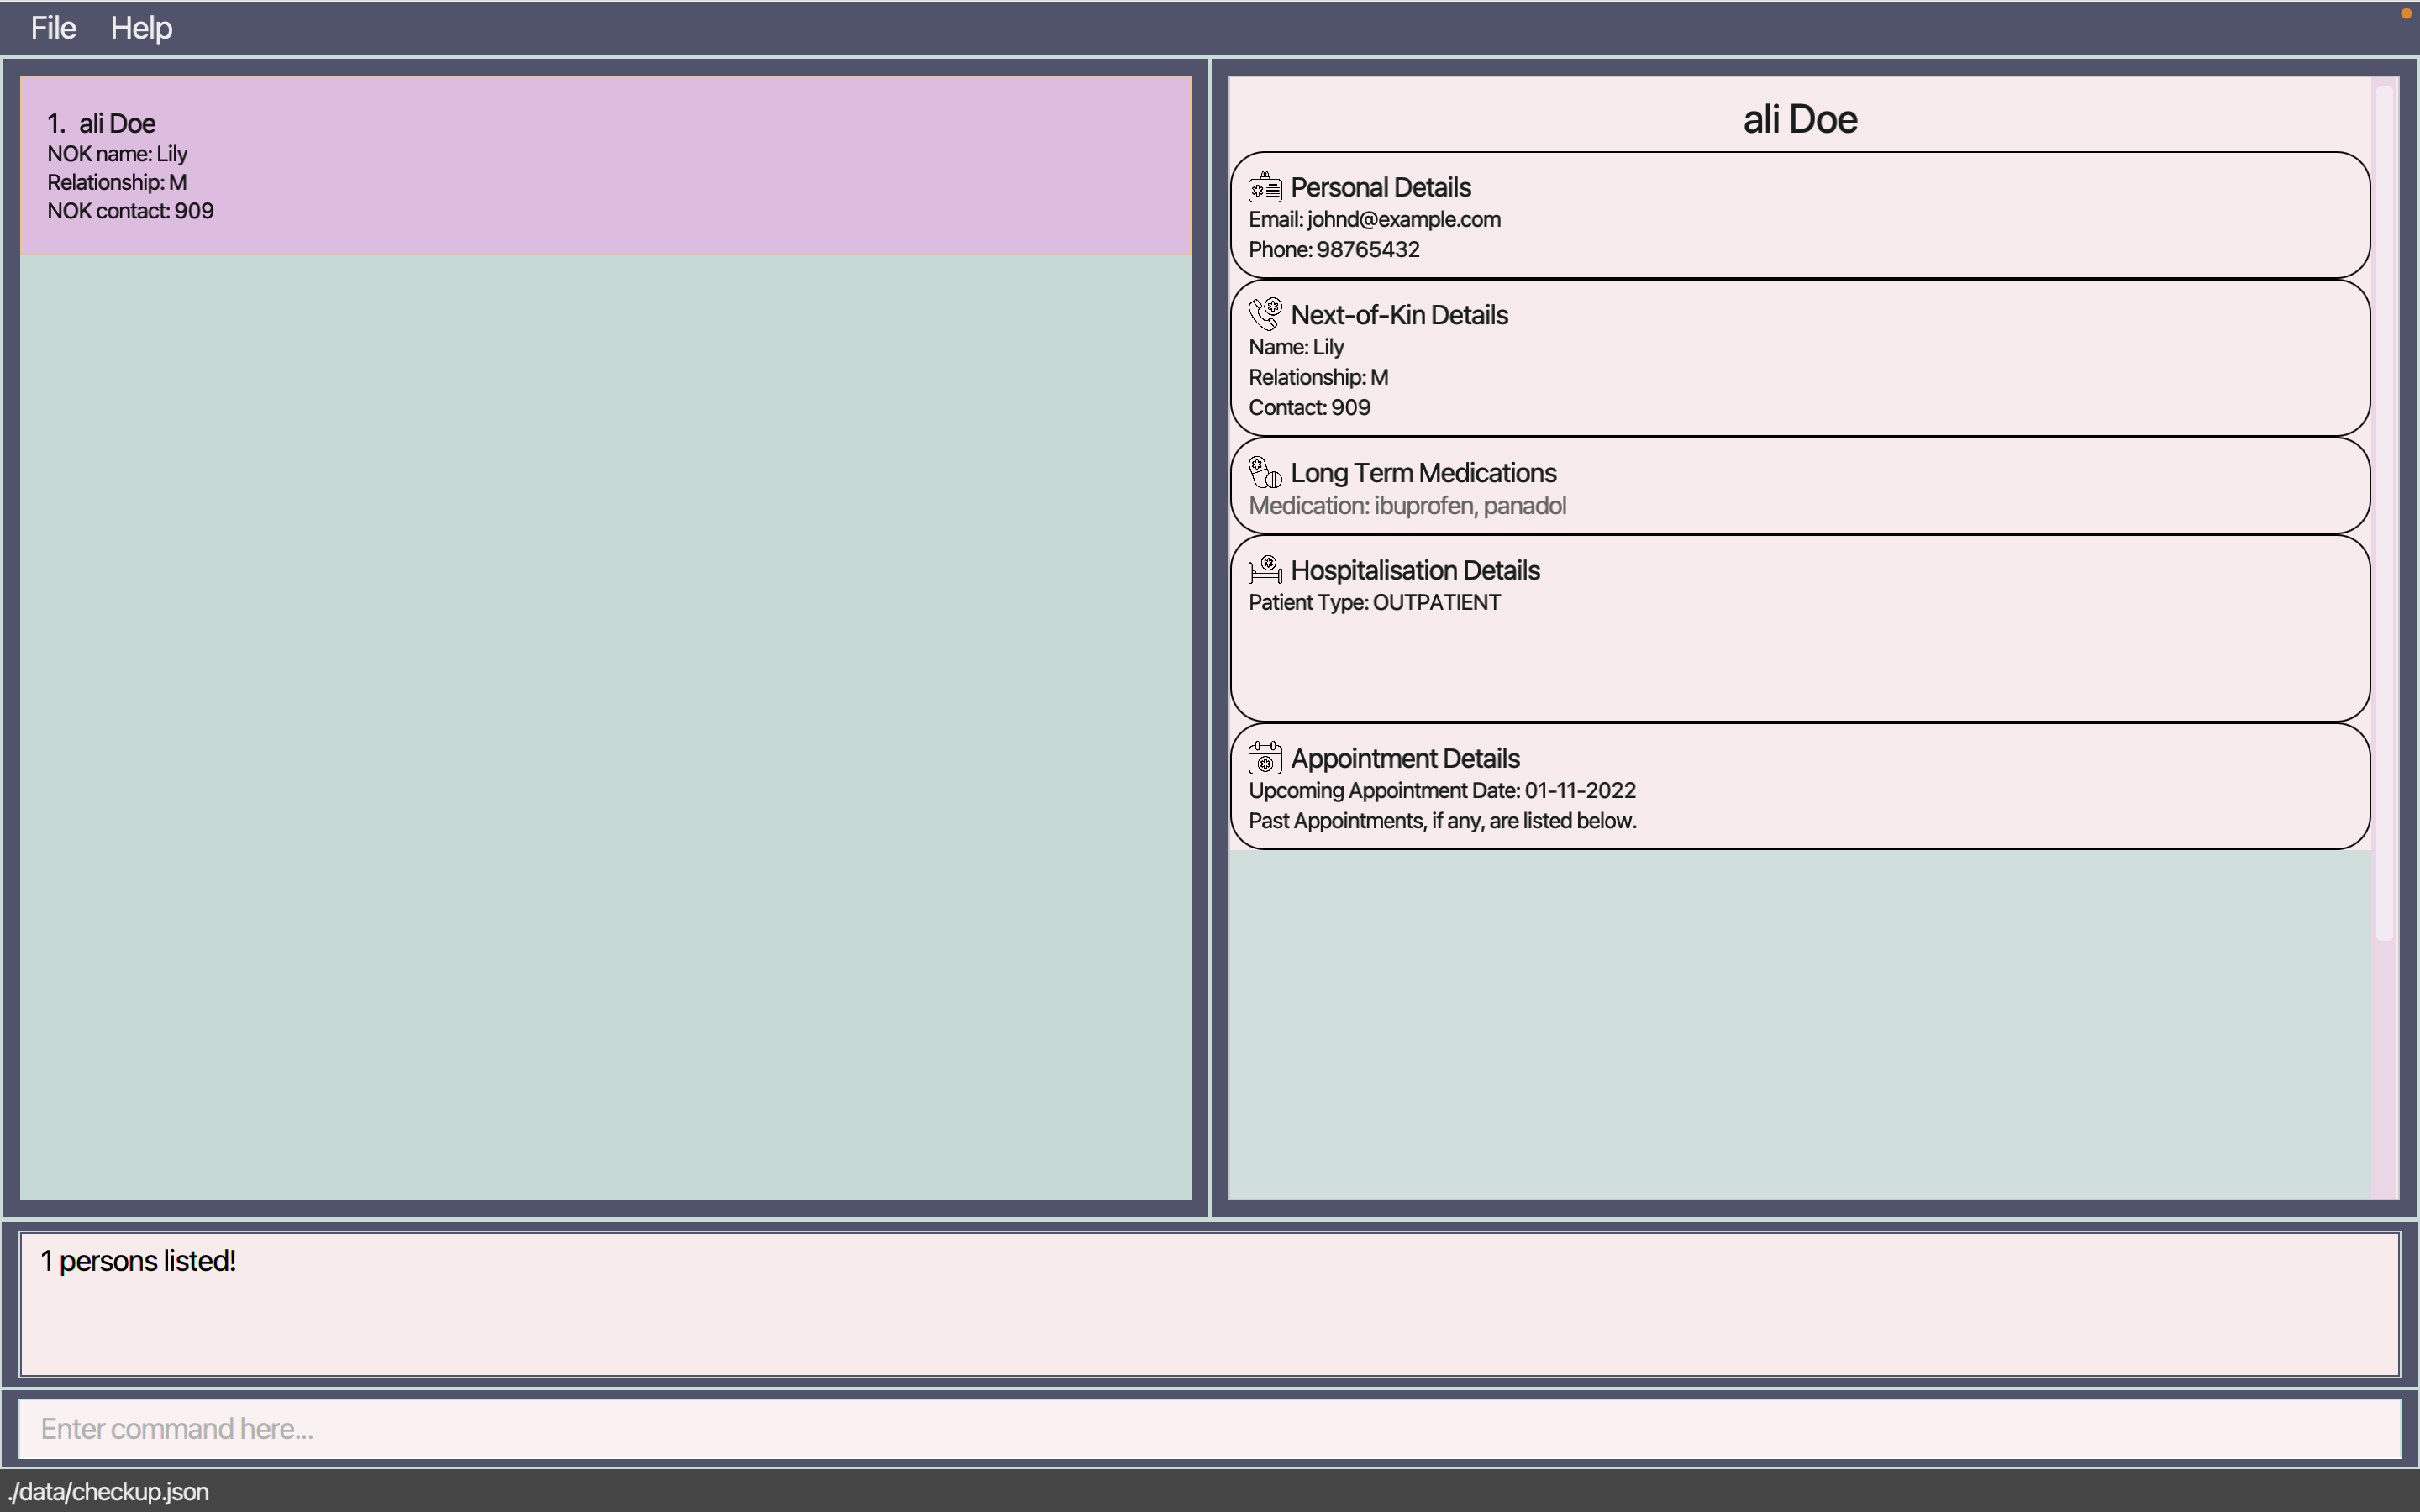 File Help
1. ali Doe
NOK name: Lily
Relationship: M
NOK contact: 909
ali Doe
Personal Details
Email: johnd@example.com
Phone: 98765432
Next-of-Kin Details
Name: Lily
Relationship: M
Contact: 909
Long Term Medications
Medication: ibuprofen, panadol
Hospitalisation Details
Patient Type: OUTPATIENT
Appointment Details
Upcoming Appointment Date: 01-11-2022
Past Appointments, if any, are listed below.
1 persons listed!
Enter command here...
./data/checkup.json